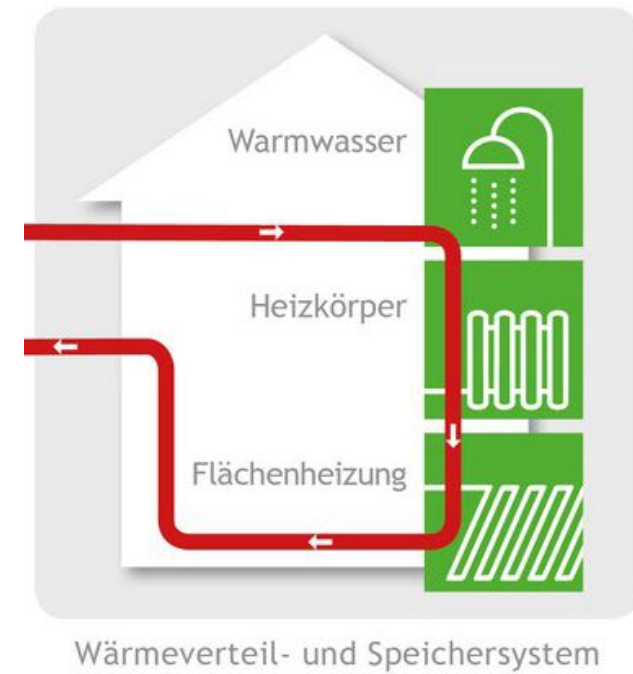 Warmwasser
Heizkörper
Flächenheizung
Wärmeverteil- und Speichersystem